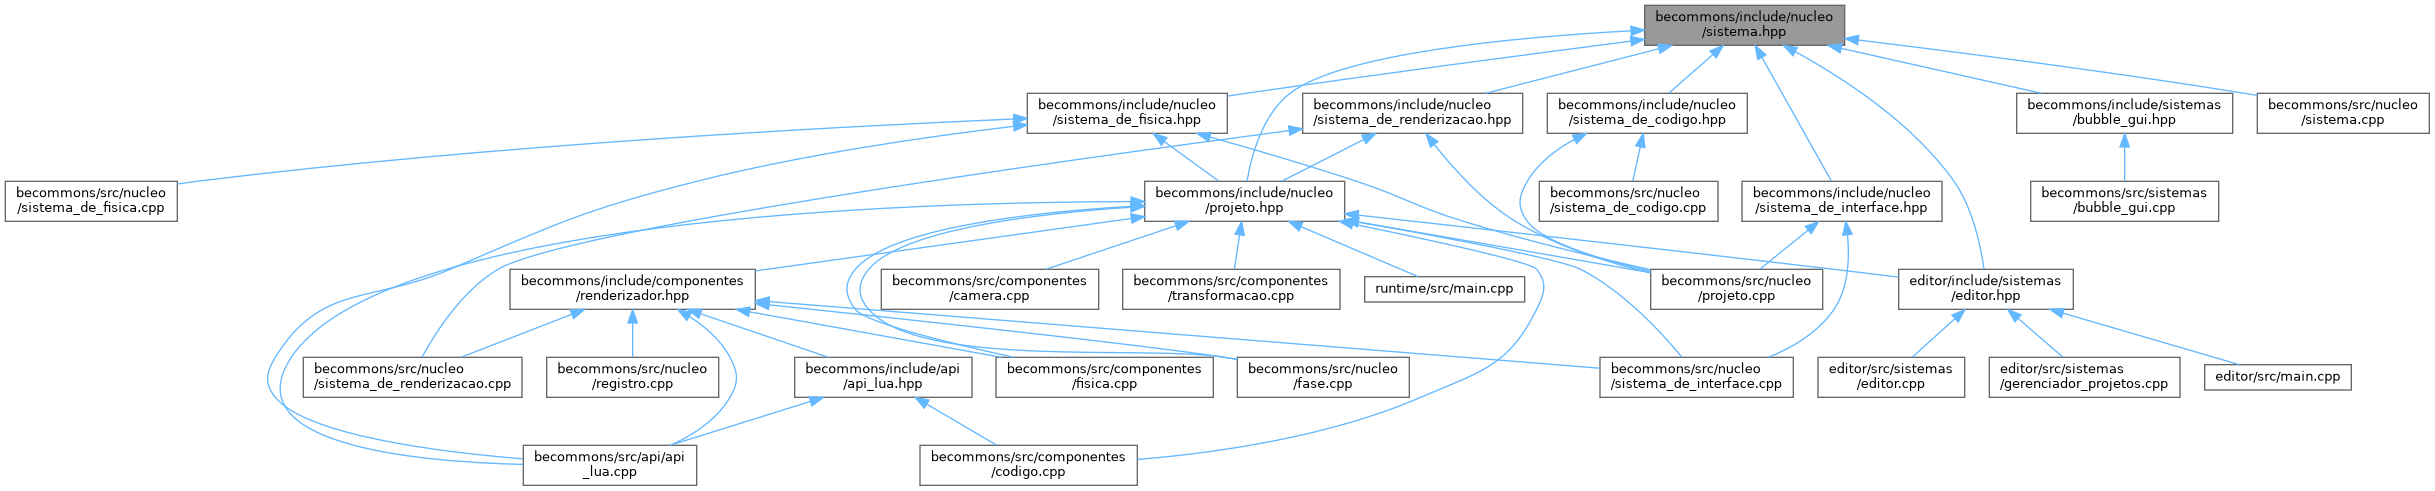 becommons/include/nucleo
/sistema.hpp
becommons/include/nucleo
/sistema_de_fisica.hpp
becommons/include/nucleo
/sistema_de_renderizacao.hpp
becommons/include/nucleo
/sistema_de_codigo.hpp
becommons/include/sistemas
/bubble_gui.hpp
becommons/src/nucleo
/sistema.cpp
becommons/src/nucleo
/sistema_de_fisica.cpp
becommons/include/nucleo
/projeto.hpp
becommons/src/nucleo
/sistema_de_codigo.cpp
becommons/include/nucleo
/sistema_de_interface.hpp
becommons/src/sistemas
/bubble_gui.cpp
becommons/include/componentes
/renderizador.hpp
becommons/src/componentes
/camera.cpp
becommons/src/componentes
/transformacao.cpp
runtime/src/main.cpp
becommons/src/nucleo
/projeto.cpp
editor/include/sistemas
/editor.hpp
becommons/src/nucleo
/sistema_de_renderizacao.cpp
becommons/src/nucleo
/registro.cpp
becommons/include/api
/api_lua.hpp
becommons/src/componentes
/fisica.cpp
becommons/src/nucleo
/fase.cpp
becommons/src/nucleo
/sistema_de_interface.cpp
editor/src/sistemas
/editor.cpp
editor/src/sistemas
/gerenciador_projetos.cpp
editor/src/main.cpp
becommons/src/api/api
_lua.cpp
becommons/src/componentes
/codigo.cpp